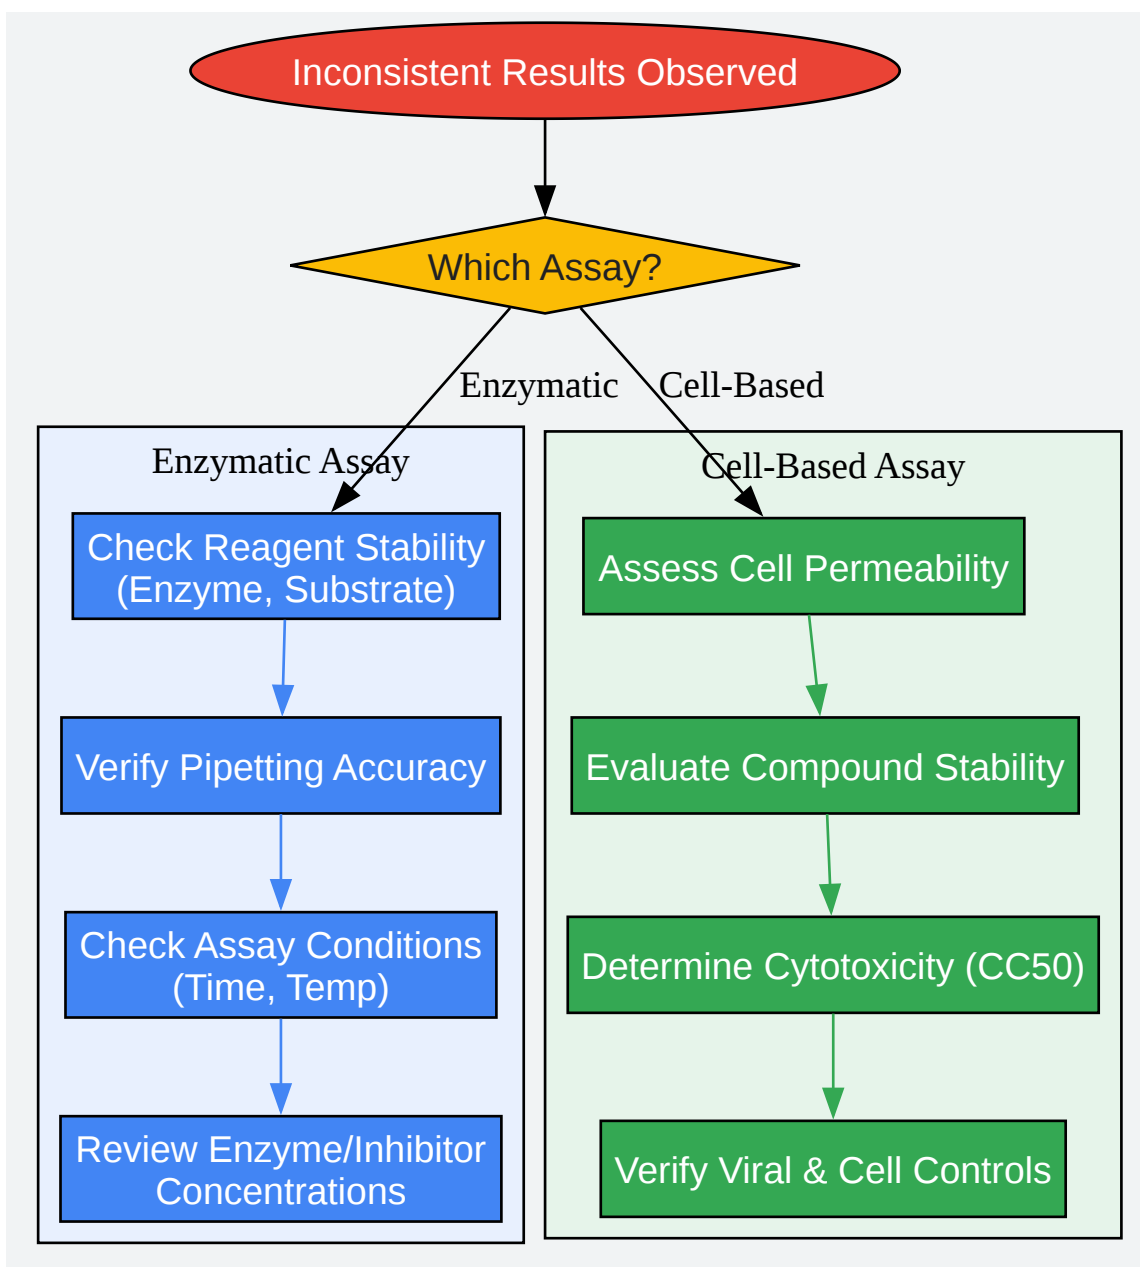 Inconsistent Results Observed
Which Assay?
Enzymatic
Cell-Based
Enzymatic Assay
Check Reagent Stability
(Enzyme, Substrate)
Verify Pipetting Accuracy
Check Assay Conditions
(Time, Temp)
Review Enzyme/Inhibitor
Concentrations
Cell-Based Assay
Assess Cell Permeability
Evaluate Compound Stability
Determine Cytotoxicity (CC50)
Verify Viral & Cell Controls